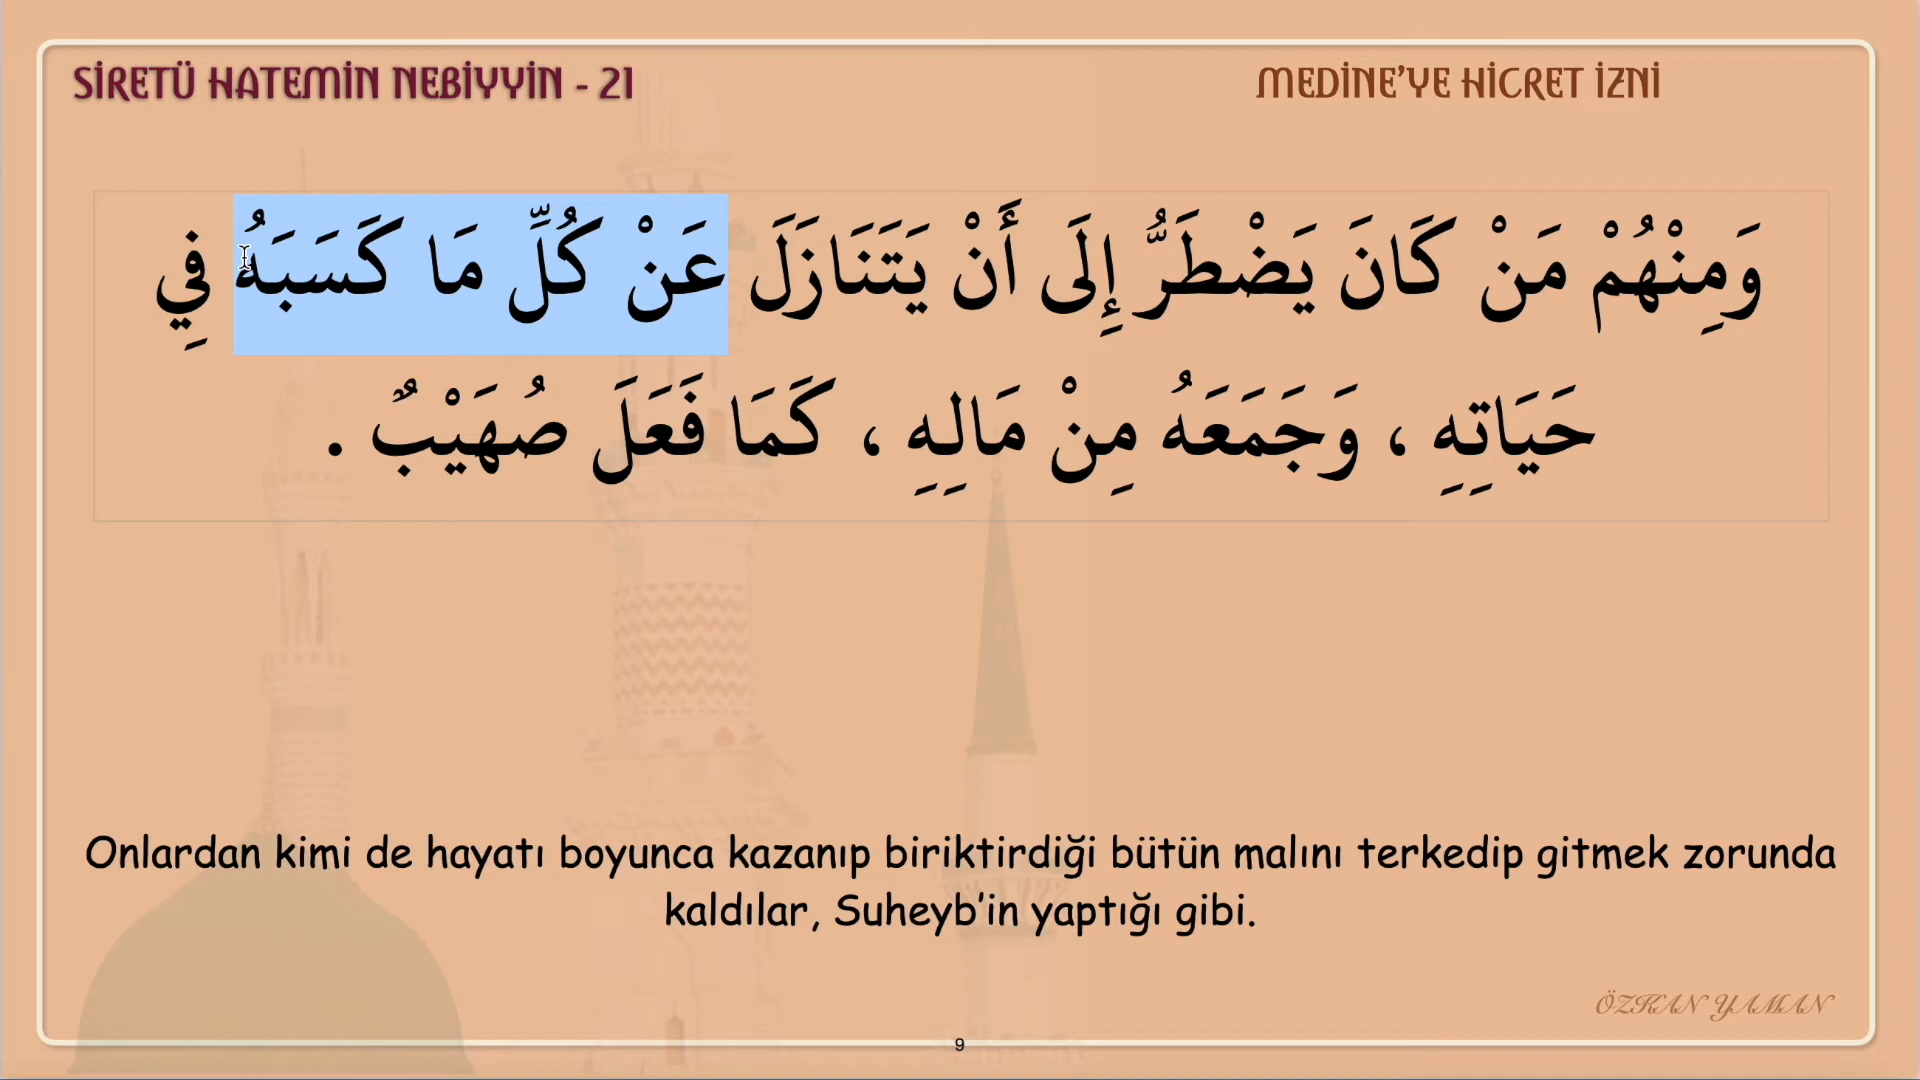 SİRETÜ HATEMİN NEBİYYİN - 21
MEDİNE'YE HİCRET İZNİ
وَمِنْهُمْ مَنْ كَانَ يَضْطَرُّ إِلَى أَنْ يَتَنَازَلَ عَنْ كُلِّ مَا كَسَبَهُ فِي
حَيَاتِهِ ، وَجَمَعَهُ مِنْ مَالِهِ ، كَمَا فَعَلَ صُهَيْبٌ .
Onlardan kimi de hayatı boyunca kazanıp biriktirdiği bütün malını terkedip gitmek zorunda
kaldılar, Suheyb'in yaptığı gibi.
ÖZKAN YAMAN
9